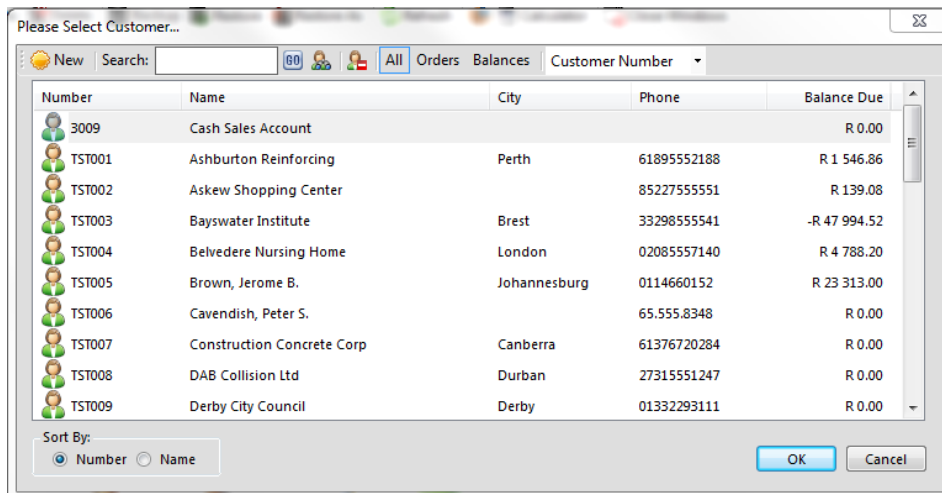 Please Select Customer...
New Search: GO All Orders Balances Customer Number
Number Name City Phone Balance Due
3009 Cash Sales Account R 0.00
TST001 Ashburton Reinforcing Perth 61895552188 R 1 546.86
TST002 Askew Shopping Center 85227555551 R 139.08
TST003 Bayswater Institute Brest 33298555541 -R 47 994.52
TST004 Belvedere Nursing Home London 02085557140 R 4 788.20
TST005 Brown, Jerome B. Johannesburg 0114660152 R 23 313.00
TST006 Cavendish, Peter S. 65.555.8348 R 0.00
TST007 Construction Concrete Corp Canberra 61376720284 R 0.00
TST008 DAB Collision Ltd Durban 27315551247 R 0.00
TST009 Derby City Council Derby 01332293111 R 0.00
Sort By:
Number Name OK Cancel